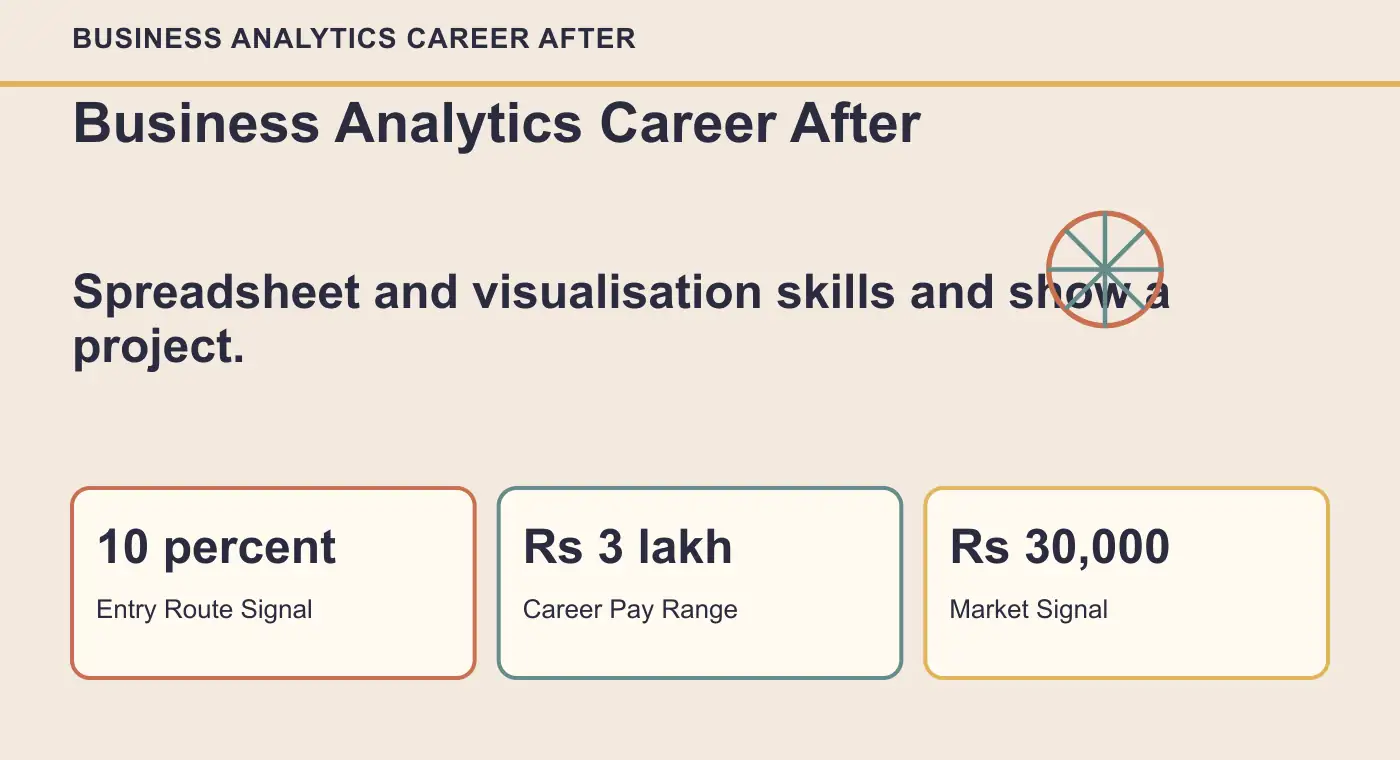 BUSINESS ANALYTICS CAREER AFTER
Business Analytics Career After
Spreadsheet and visualisation skills and show a
project.
10 percent
Entry Route Signal
Rs 3 lakh
Career Pay Range
Rs 30,000
Market Signal